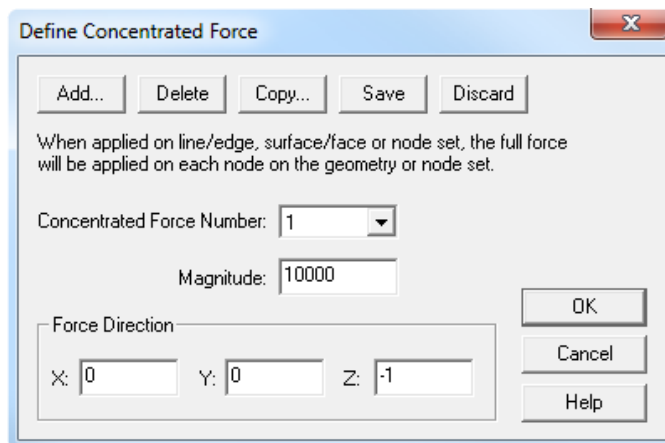 Define Concentrated Force
X
Add... Delete Copy... Save Discard
When applied on line/edge, surface/face or node set, the full force
will be applied on each node on the geometry or node set.
Concentrated Force Number: 1
Magnitude: 10000
Force Direction
X: 0 Y: 0 Z: -1
OK
Cancel
Help